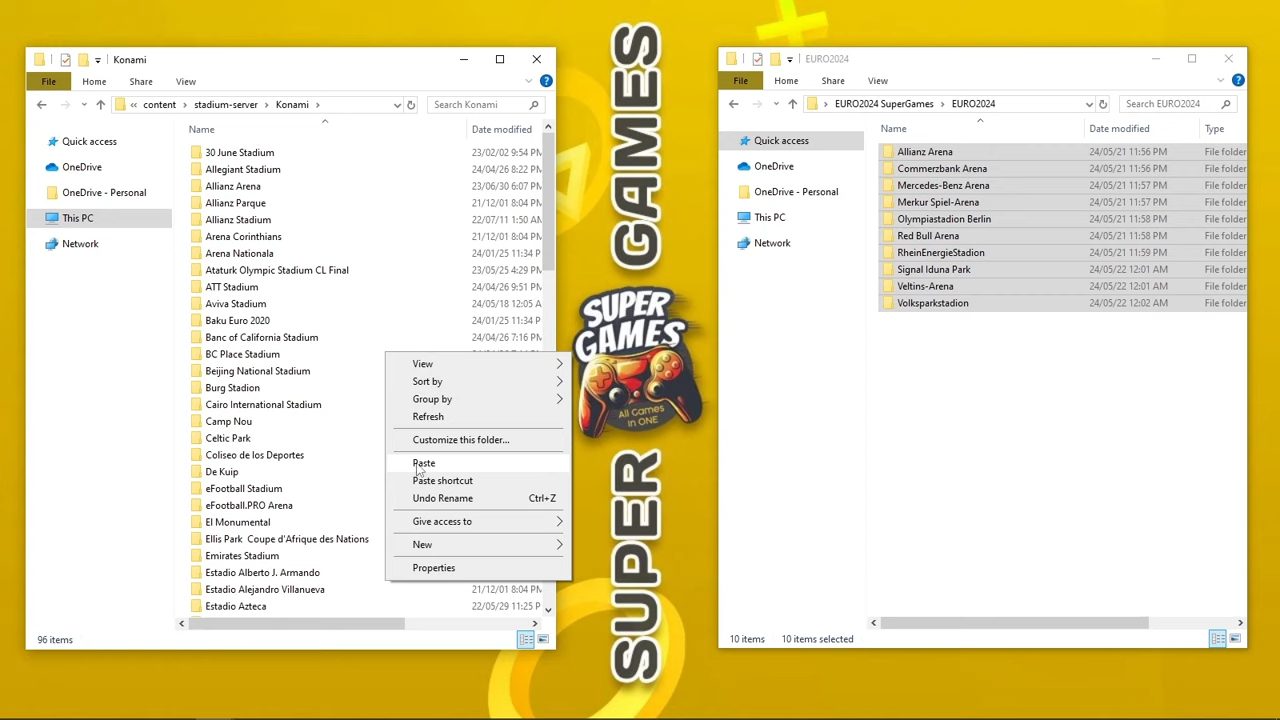 Konami
File
Home
Share
View
«
content
stadium-server
Konami
Search Konami
Quick access
OneDrive
OneDrive - Personal
This PC
Network
Name
Date modified
30 June Stadium
23/02/02 9:54 PM
Allegiant Stadium
24/04/26 8:22 PM
Allianz Arena
23/06/30 6:07 PM
Allianz Parque
21/12/01 8:04 PM
Allianz Stadium
22/07/11 1:50 AM
Arena Corinthians
21/12/01 8:04 PM
Arena Nationala
24/01/25 11:34 P
Ataturk Olympic Stadium CL Final
23/05/25 4:29 PM
ATT Stadium
24/04/26 9:51 PM
Aviva Stadium
24/05/18 12:05 A
Baku Euro 2020
24/01/25 11:34 P
Banc of California Stadium
24/04/26 7:16 PM
BC Place Stadium
Beijing National Stadium
Burg Stadion
Cairo International Stadium
Camp Nou
Celtic Park
Coliseo de los Deportes
De Kuip
eFootball Stadium
eFootball.PRO Arena
El Monumental
Ellis Park  Coupe d'Afrique des Nations
Emirates Stadium
Estadio Alberto J. Armando
Estadio Alejandro Villanueva
21/12/01 8:04 PM
Estadio Azteca
22/05/29 11:25 P
96 items
View
Sort by
Group by
Refresh
Customize this folder...
Paste
Paste shortcut
Undo Rename
Ctrl+Z
Give access to
New
Properties
SUPER GAMES
SUPER
GAMES
All Games
in ONE
EURO2024
File
Home
Share
View
EURO2024 SuperGames
EURO2024
Search EURO2024
Quick access
OneDrive
OneDrive - Personal
This PC
Network
Name
Date modified
Type
Allianz Arena
24/05/21 11:56 PM
File folder
Commerzbank Arena
24/05/21 11:56 PM
File folder
Mercedes-Benz Arena
24/05/21 11:57 PM
File folder
Merkur Spiel-Arena
24/05/21 11:57 PM
File folder
Olympiastadion Berlin
24/05/21 11:58 PM
File folder
Red Bull Arena
24/05/21 11:58 PM
File folder
RheinEnergieStadion
24/05/21 11:59 PM
File folder
Signal Iduna Park
24/05/22 12:01 AM
File folder
Veltins-Arena
24/05/22 12:01 AM
File folder
Volksparkstadion
24/05/22 12:02 AM
File folder
10 items
10 items selected